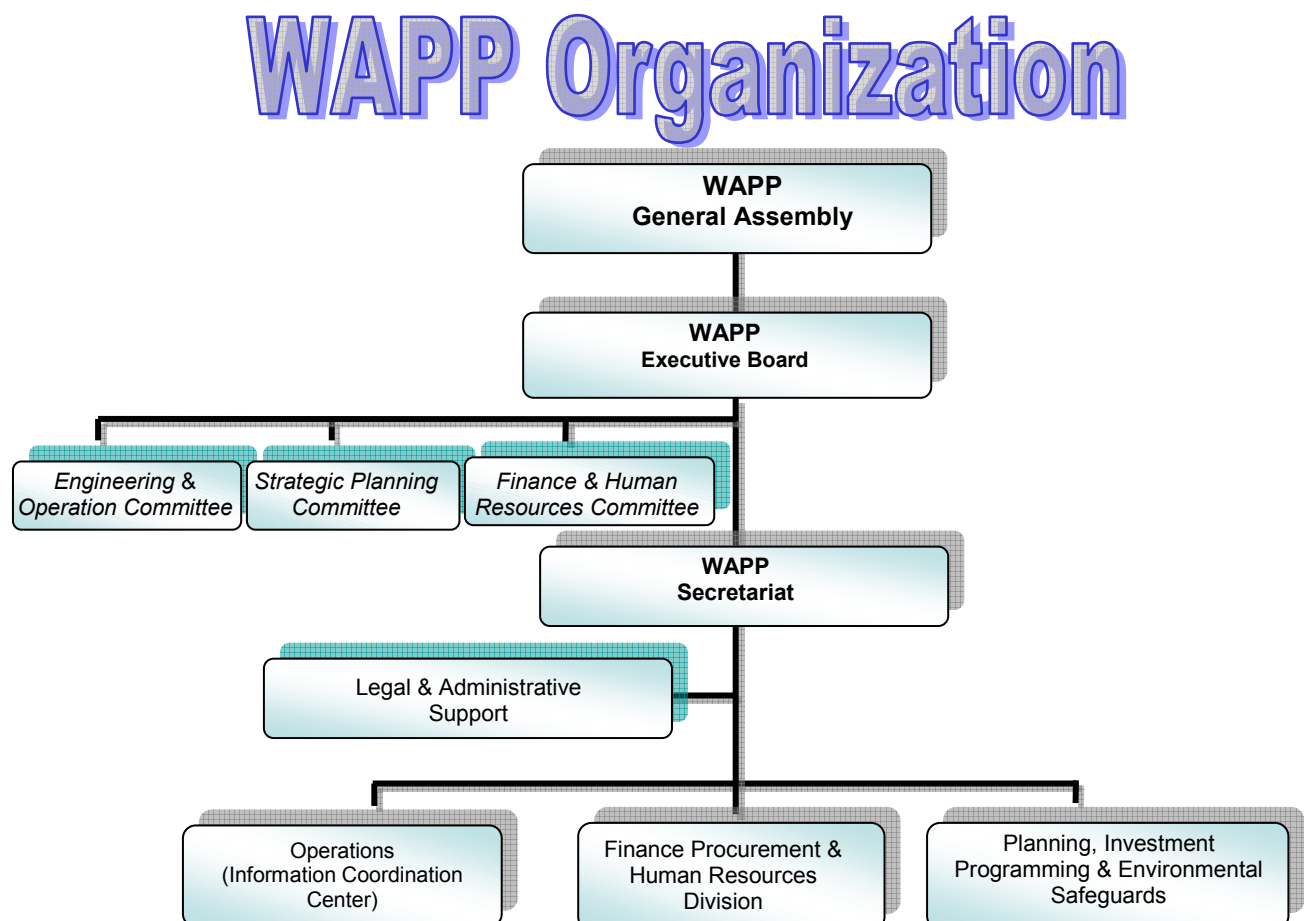 WAPP Organization
WAPP
General Assembly
WAPP
Executive Board
Engineering &
Operation Committee
Strategic Planning
Committee
Finance & Human
Resources Committee
WAPP
Secretariat
Legal & Administrative
Support
Operations
(Information Coordination
Center)
Finance Procurement &
Human Resources
Division
Planning, Investment
Programming & Environmental
Safeguards